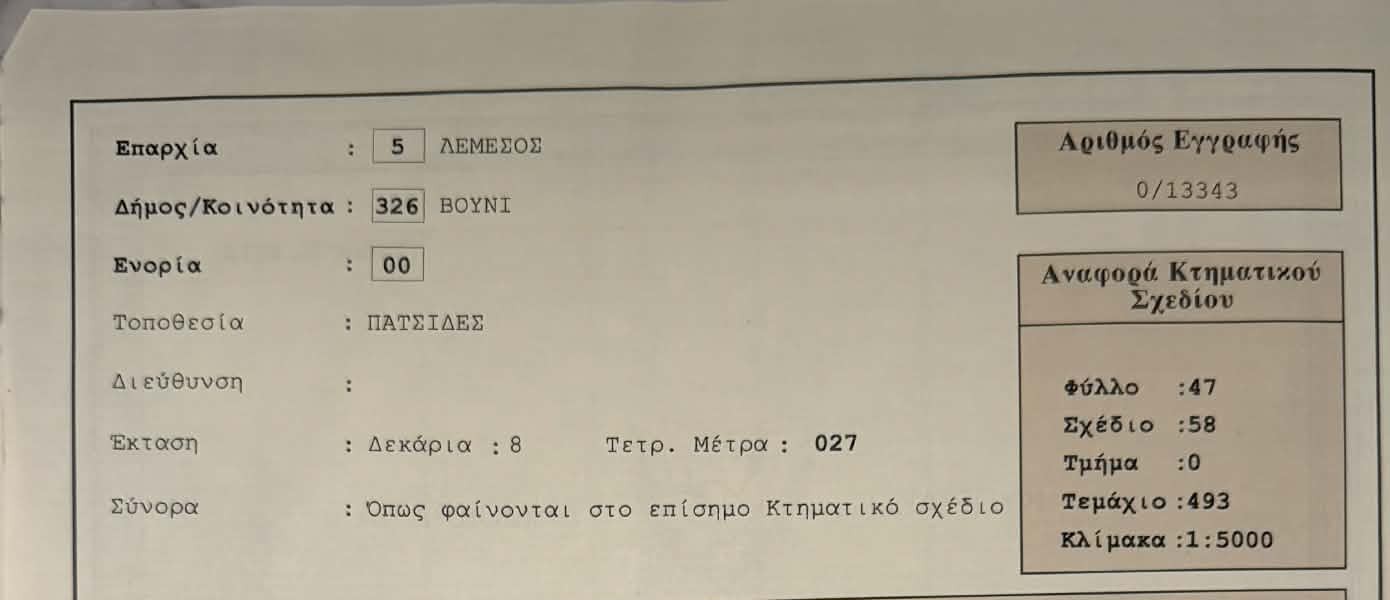 Επαρχία : 5 ΛΕΜΕΣΟΣ
Δήμος/Κοινότητα : 326 ΒΟΥΝΙ
Ενορία : 00
Τοποθεσία : ΠΑΤΣΙΔΕΣ
Διεύθυνση :
Έκταση : Δεκάρια : 8 Τετρ. Μέτρα : 027
Σύνορα : Όπως φαίνονται στο επίσημο Κτηματικό σχέδιο
Αριθμός Εγγραφής
0/13343
Αναφορά Κτηματικού
Σχεδίου
Φύλλο :47
Σχέδιο :58
Τμήμα :0
Τεμάχιο :493
Κλίμακα :1:5000